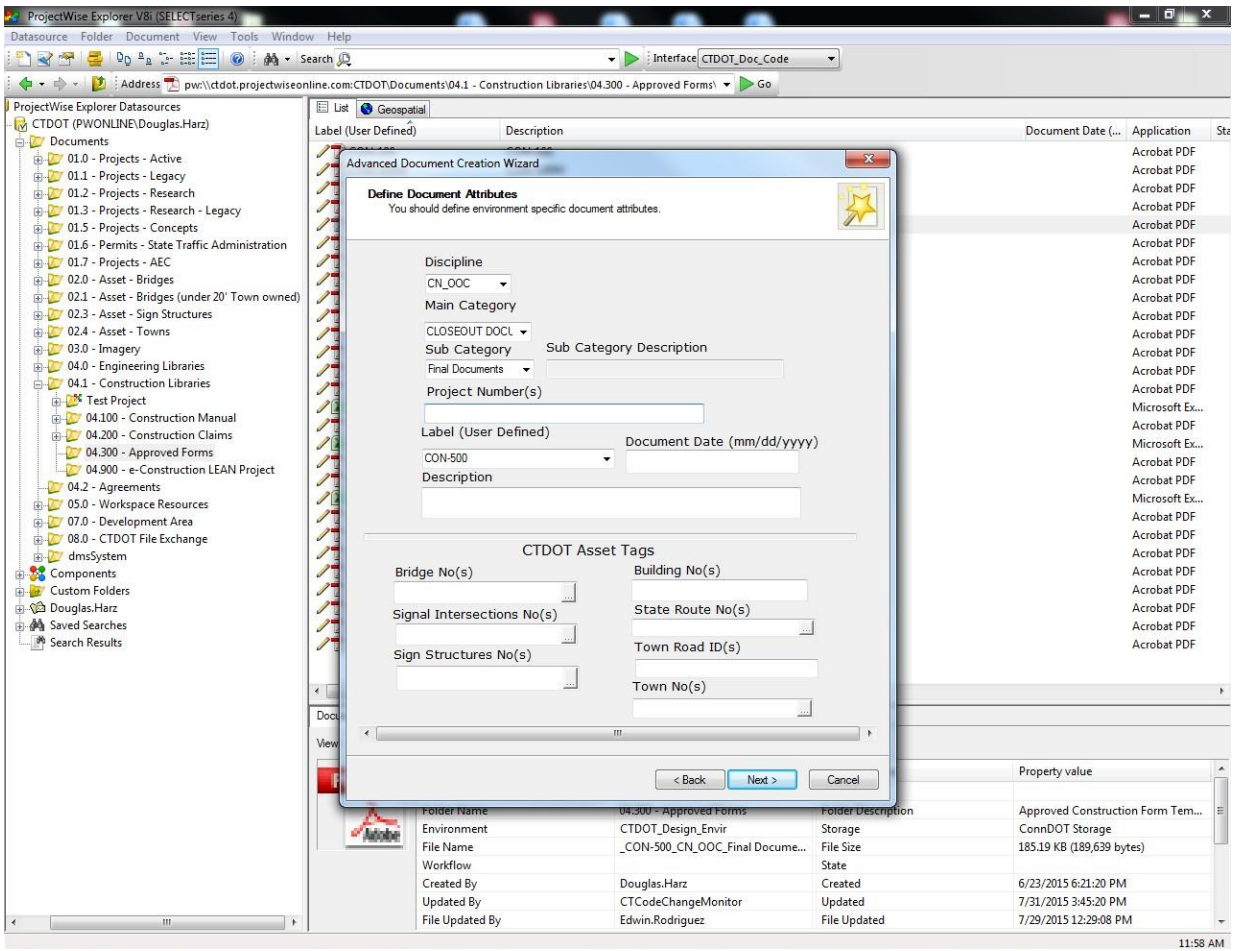 ProjectWise Explorer V8i (SELECTseries 4)
Datasource Folder Document View Tools Window Help
Search Interface CTDOT_Doc_Code
Address pw:\\ctdot.projectwiseonline.com:CTDOT\Documents\04.1 - Construction Libraries\04.300 - Approved Forms\ Go
ProjectWise Explorer Datasources
CTDOT (PWONLINE\Douglas.Harz)
Documents
01.0 - Projects - Active
01.1 - Projects - Legacy
01.2 - Projects - Research
01.3 - Projects - Research - Legacy
01.5 - Projects - Concepts
01.6 - Permits - State Traffic Administration
01.7 - Projects - AEC
02.0 - Asset - Bridges
02.1 - Asset - Bridges (under 20' Town owned)
02.3 - Asset - Sign Structures
02.4 - Asset - Towns
03.0 - Imagery
04.0 - Engineering Libraries
04.1 - Construction Libraries
Test Project
04.100 - Construction Manual
04.200 - Construction Claims
04.300 - Approved Forms
04.900 - e-Construction LEAN Project
04.2 - Agreements
05.0 - Workspace Resources
07.0 - Development Area
08.0 - CTDOT File Exchange
dmsSystem
Components
Custom Folders
Douglas.Harz
Saved Searches
Search Results
List Geospatial
Label (User Defined) Description Document Date (... Application Sta
Acrobat PDF
Acrobat PDF
Acrobat PDF
Acrobat PDF
Acrobat PDF
Acrobat PDF
Acrobat PDF
Acrobat PDF
Acrobat PDF
Acrobat PDF
Acrobat PDF
Acrobat PDF
Acrobat PDF
Acrobat PDF
Microsoft Ex...
Acrobat PDF
Microsoft Ex...
Acrobat PDF
Acrobat PDF
Microsoft Ex...
Acrobat PDF
Acrobat PDF
Acrobat PDF
Acrobat PDF
Acrobat PDF
Acrobat PDF
Acrobat PDF
Acrobat PDF
Advanced Document Creation Wizard
Define Document Attributes
You should define environment specific document attributes.
Discipline
CN_OOC
Main Category
CLOSEOUT DOCU
Sub Category Sub Category Description
Final Documents
Project Number(s)
Label (User Defined) Document Date (mm/dd/yyyy)
CON-500
Description
CTDOT Asset Tags
Bridge No(s) Building No(s)
...
Signal Intersections No(s) State Route No(s)
... ...
Sign Structures No(s) Town Road ID(s)
...
Town No(s)
...
< Back Next > Cancel
Docu
View
Property value
Folder Name 04.300 - Approved Forms Folder Description Approved Construction Form Tem...
Environment CTDOT_Design_Envir Storage ConnDOT Storage
File Name _CON-500_CN_OOC_Final Docume... File Size 185.19 KB (189,639 bytes)
Workflow State
Created By Douglas.Harz Created 6/23/2015 6:21:20 PM
Updated By CTCodeChangeMonitor Updated 7/31/2015 3:45:20 PM
File Updated By Edwin.Rodriguez File Updated 7/29/2015 12:29:08 PM
Adobe
11:58 AM